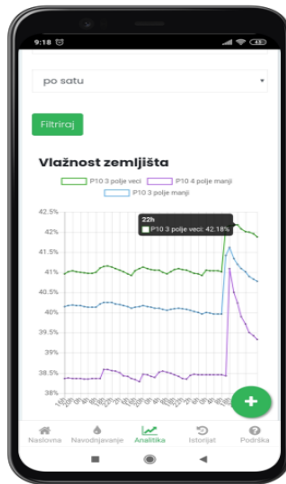 9:18
43
po satu
Filtriraj
Vlažnost zemljišta
P10 3 polje veci P10 4 polje manji
P10 3 polje manji
42.5%
22h
P10 3 polje veci: 42.18%
42%
41.5%
41%
40.5%
40%
39.5%
39%
38.5%
38%
+
Naslovna Navodnjavanje Analitika Istorijat Podrška